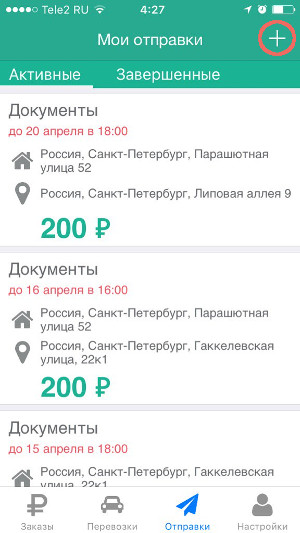 Tele2 RU 4:27
Мои отправки
Активные Завершенные
Документы
до 20 апреля в 18:00
Россия, Санкт-Петербург, Парашютная
улица 52
Россия, Санкт-Петербург, Липовая аллея 9
200 ₽
Документы
до 16 апреля в 16:00
Россия, Санкт-Петербург, Парашютная
улица 52
Россия, Санкт-Петербург, Гаккелевская
улица, 22к1
200 ₽
Документы
до 15 апреля в 18:00
Россия, Санкт-Петербург, Гаккелевская
улица, 22к1
Заказы Перевозки Отправки Настройки